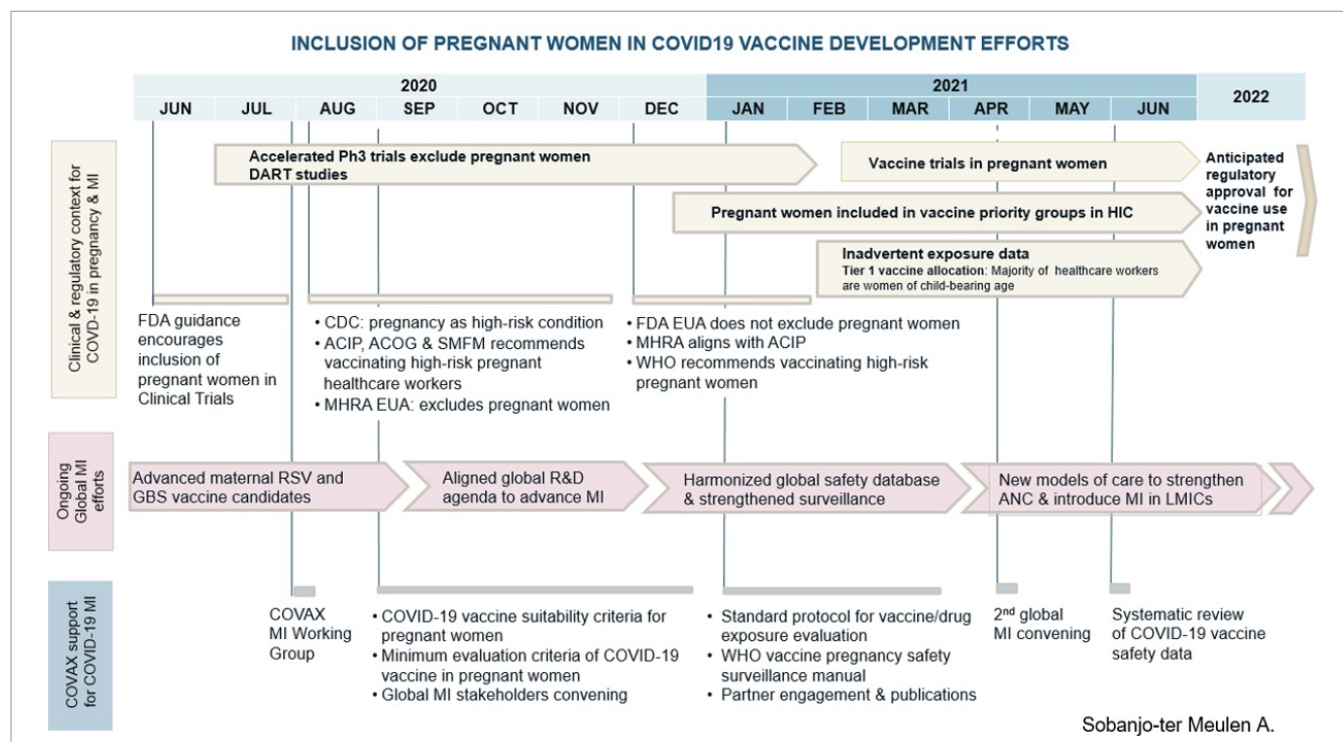 INCLUSION OF PREGNANT WOMEN IN COVID19 VACCINE DEVELOPMENT EFFORTS
2020
2021
2022
JUN
JUL
AUG
SEP
OCT
NOV
DEC
JAN
FEB
MAR
APR
MAY
JUN
Clinical & regulatory context for
COVD-19 in pregnancy & MI
Accelerated Ph3 trials exclude pregnant women
DART studies
Vaccine trials in pregnant women
Pregnant women included in vaccine priority groups in HIC
Inadvertent exposure data
Tier 1 vaccine allocation: Majority of healthcare workers
are women of child-bearing age
Anticipated
regulatory
approval for
vaccine use
in pregnant
women
FDA guidance
encourages
inclusion of
pregnant women in
Clinical Trials
• CDC: pregnancy as high-risk condition
• ACIP, ACOG & SMFM recommends
vaccinating high-risk pregnant
healthcare workers
• MHRA EUA: excludes pregnant women
• FDA EUA does not exclude pregnant women
• MHRA aligns with ACIP
• WHO recommends vaccinating high-risk
pregnant women
Ongoing
Global MI
efforts
Advanced maternal RSV and
GBS vaccine candidates
Aligned global R&D
agenda to advance MI
Harmonized global safety database
& strengthened surveillance
New models of care to strengthen
ANC & introduce MI in LMICs
COVAX support
for COVID-19 MI
COVAX
MI Working
Group
• COVID-19 vaccine suitability criteria for
pregnant women
• Minimum evaluation criteria of COVID-19
vaccine in pregnant women
• Global MI stakeholders convening
• Standard protocol for vaccine/drug
exposure evaluation
• WHO vaccine pregnancy safety
surveillance manual
• Partner engagement & publications
2nd global
MI convening
Systematic review
of COVID-19 vaccine
safety data
Sobanjo-ter Meulen A.